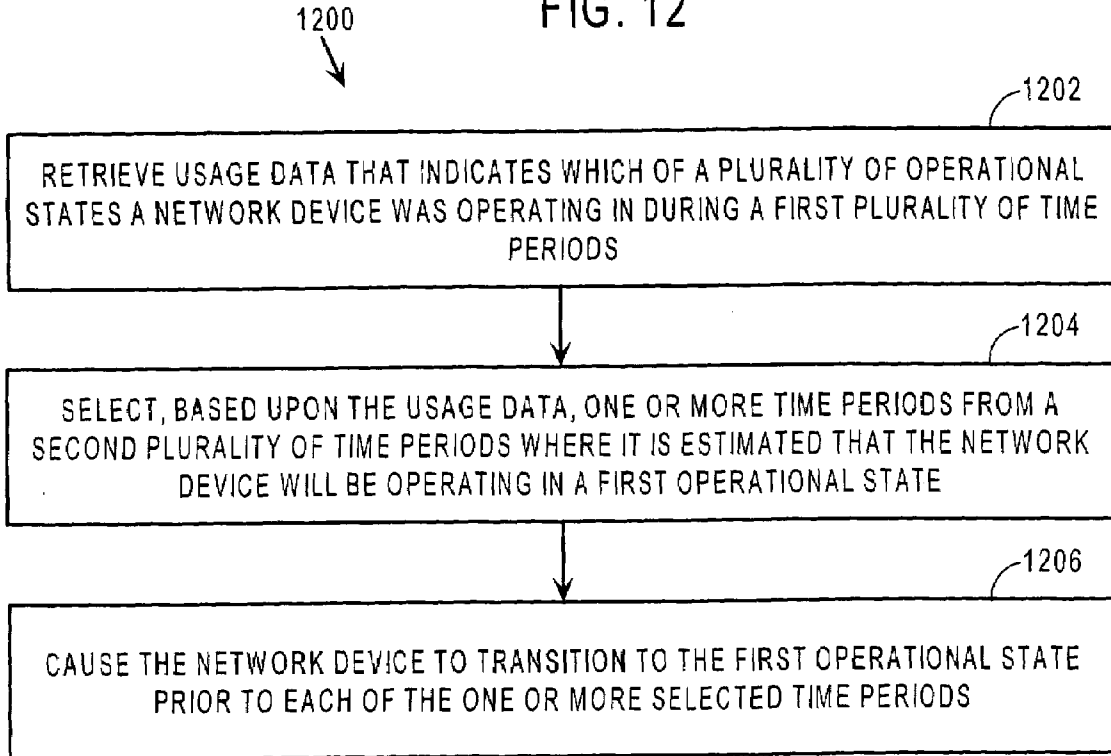 FIG. 12
1200
1202
RETRIEVE USAGE DATA THAT INDICATES WHICH OF A PLURALITY OF OPERATIONAL
STATES A NETWORK DEVICE WAS OPERATING IN DURING A FIRST PLURALITY OF TIME
PERIODS
1204
SELECT, BASED UPON THE USAGE DATA, ONE OR MORE TIME PERIODS FROM A
SECOND PLURALITY OF TIME PERIODS WHERE IT IS ESTIMATED THAT THE NETWORK
DEVICE WILL BE OPERATING IN A FIRST OPERATIONAL STATE
1206
CAUSE THE NETWORK DEVICE TO TRANSITION TO THE FIRST OPERATIONAL STATE
PRIOR TO EACH OF THE ONE OR MORE SELECTED TIME PERIODS